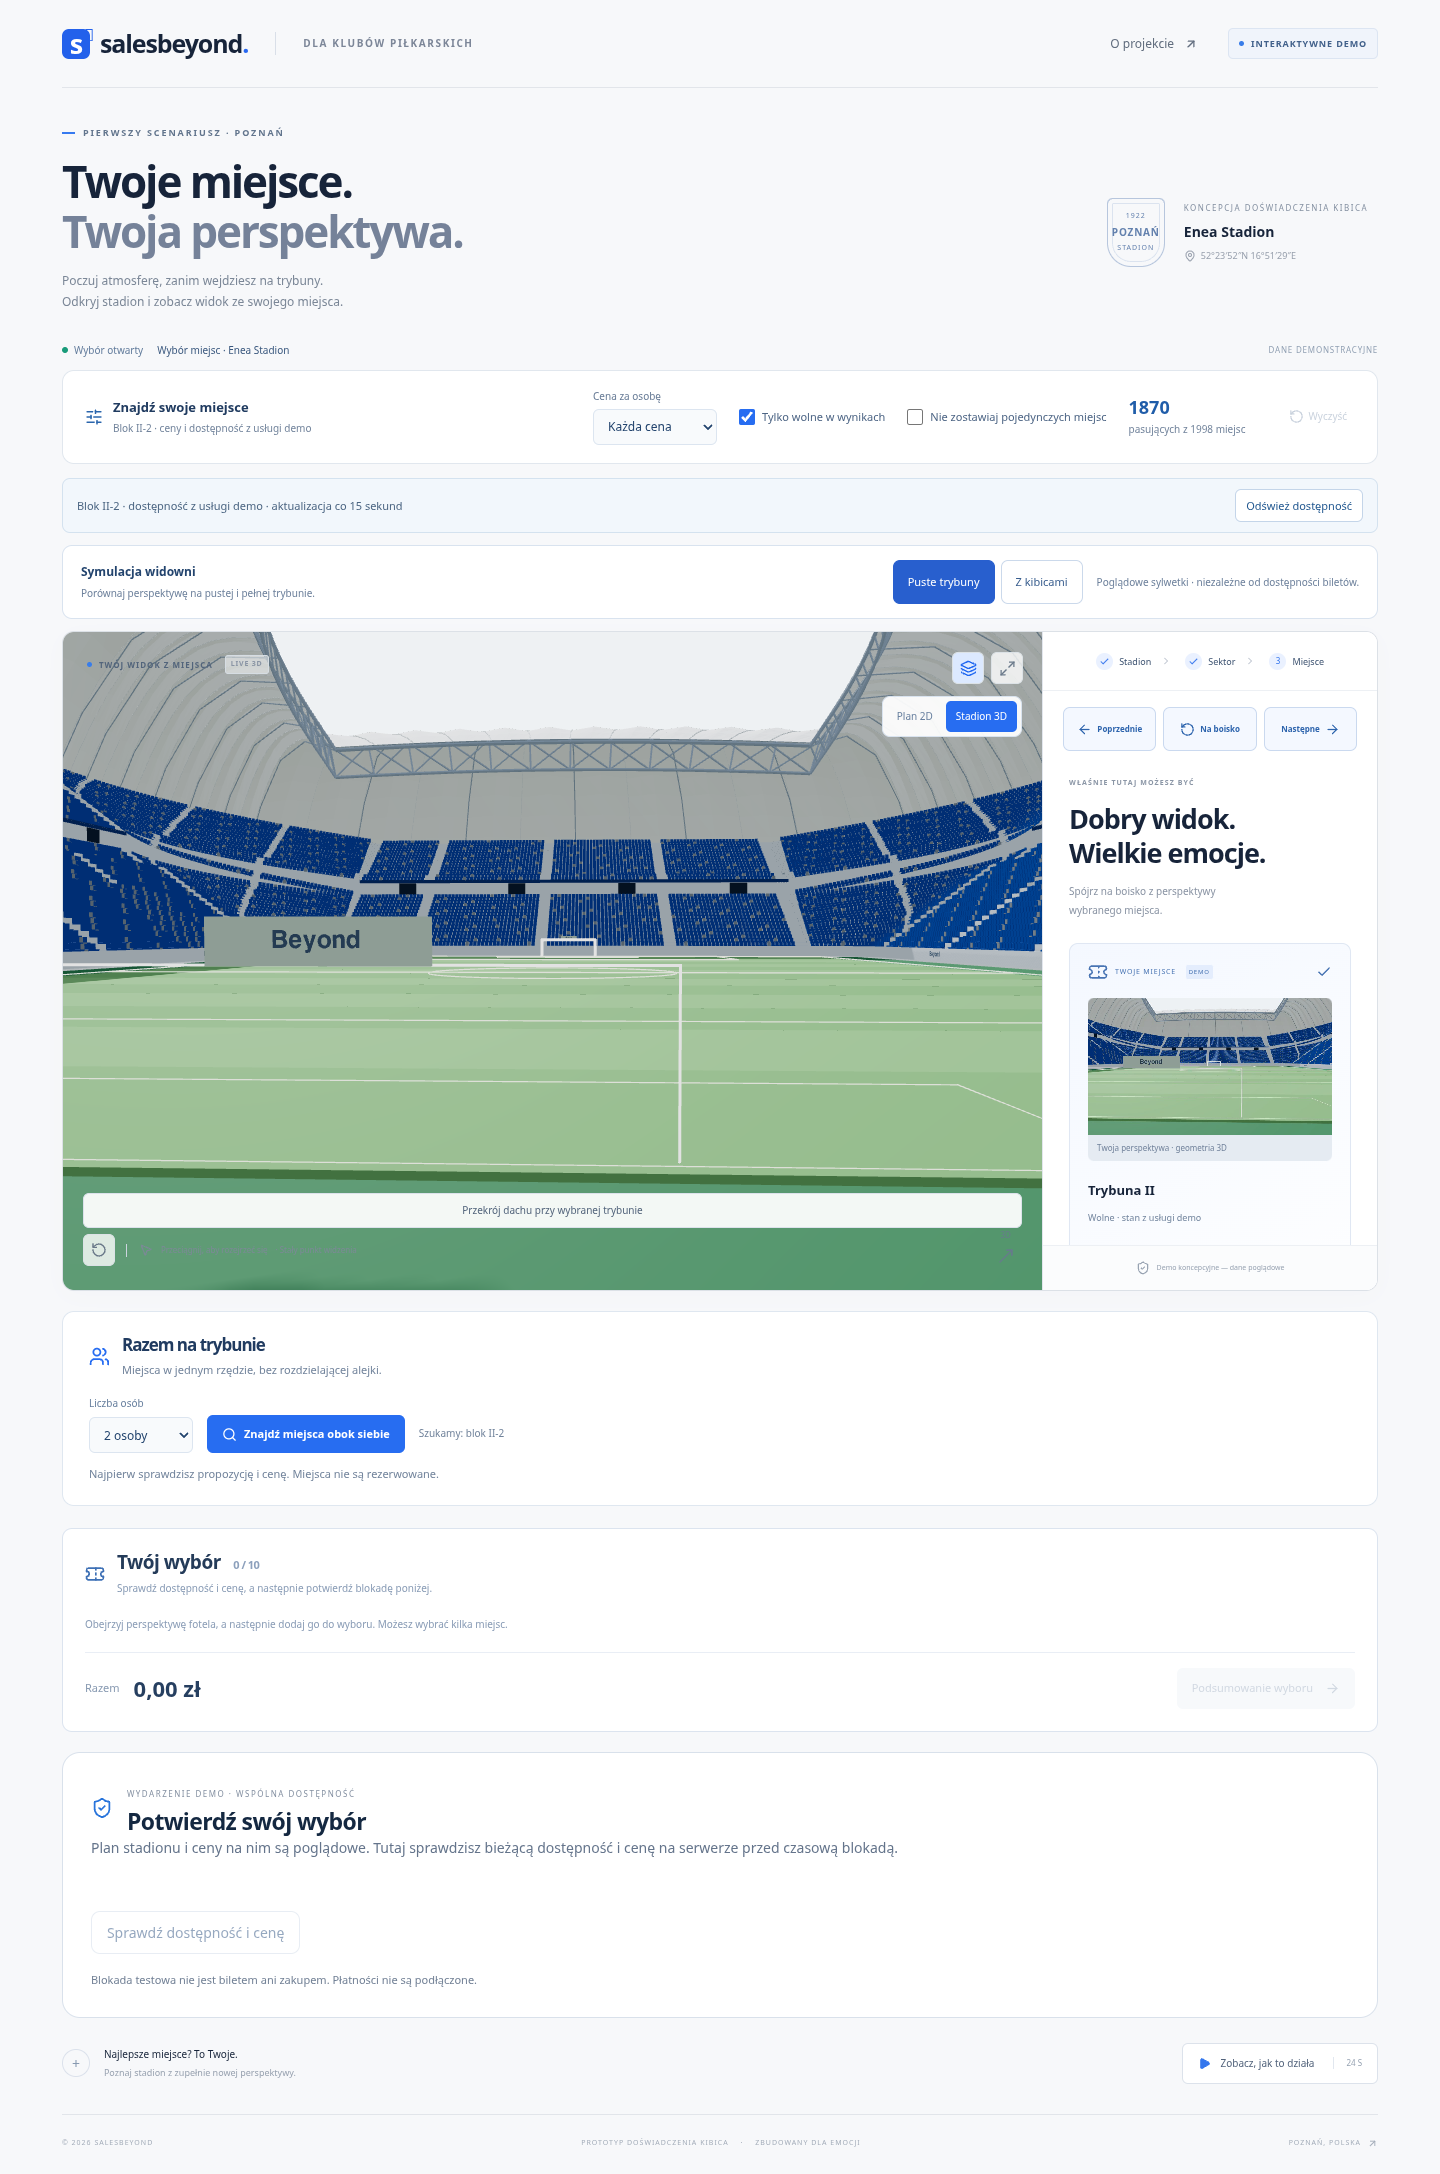 s salesbeyond.
DLA KLUBÓW PIŁKARSKICH
O projekcie
INTERAKTYWNE DEMO
PIERWSZY SCENARIUSZ · POZNAŃ
Twoje miejsce.
Twoja perspektywa.
Poczuj atmosferę, zanim wejdziesz na trybuny.
Odkryj stadion i zobacz widok ze swojego miejsca.
1922
POZNAŃ
STADION
KONCEPCJA DOŚWIADCZENIA KIBICA
Enea Stadion
52°23′52″N 16°51′29″E
Wybór otwarty
Wybór miejsc · Enea Stadion
DANE DEMONSTRACYJNE
Znajdź swoje miejsce
Blok II-2 · ceny i dostępność z usługi demo
Cena za osobę
Każda cena
Tylko wolne w wynikach
Nie zostawiaj pojedynczych miejsc
1870
pasujących z 1998 miejsc
Wyczyść
Blok II-2 · dostępność z usługi demo · aktualizacja co 15 sekund
Odśwież dostępność
Symulacja widowni
Porównaj perspektywę na pustej i pełnej trybunie.
Puste trybuny
Z kibicami
Poglądowe sylwetki · niezależne od dostępności biletów.
TWÓJ WIDOK Z MIEJSCA
LIVE 3D
Plan 2D
Stadion 3D
Beyond
Przekrój dachu przy wybranej trybunie
Stadion
Sektor
3 Miejsce
Poprzednie
Na boisko
Następne
WŁAŚNIE TUTAJ MOŻESZ BYĆ
Dobry widok.
Wielkie emocje.
Spójrz na boisko z perspektywy
wybranego miejsca.
TWOJE MIEJSCE
DEMO
Beyond
Twoja perspektywa · geometria 3D
Trybuna II
Wolne · stan z usługi demo
Demo koncepcyjne — dane poglądowe
Razem na trybunie
Miejsca w jednym rzędzie, bez rozdzielającej alejki.
Liczba osób
2 osoby
Znajdź miejsca obok siebie
Szukamy: blok II-2
Najpierw sprawdzisz propozycję i cenę. Miejsca nie są rezerwowane.
Twój wybór
0 / 10
Sprawdź dostępność i cenę, a następnie potwierdź blokadę poniżej.
Obejrzyj perspektywę fotela, a następnie dodaj go do wyboru. Możesz wybrać kilka miejsc.
Razem
0,00 zł
Podsumowanie wyboru
WYDARZENIE DEMO · WSPÓLNA DOSTĘPNOŚĆ
Potwierdź swój wybór
Plan stadionu i ceny na nim są poglądowe. Tutaj sprawdzisz bieżącą dostępność i cenę na serwerze przed czasową blokadą.
Sprawdź dostępność i cenę
Blokada testowa nie jest biletem ani zakupem. Płatności nie są podłączone.
Najlepsze miejsce? To Twoje.
Poznaj stadion z zupełnie nowej perspektywy.
Zobacz, jak to działa
24 S
© 2026 SALESBEYOND
PROTOTYP DOŚWIADCZENIA KIBICA · ZBUDOWANY DLA EMOCJI
POZNAŃ, POLSKA